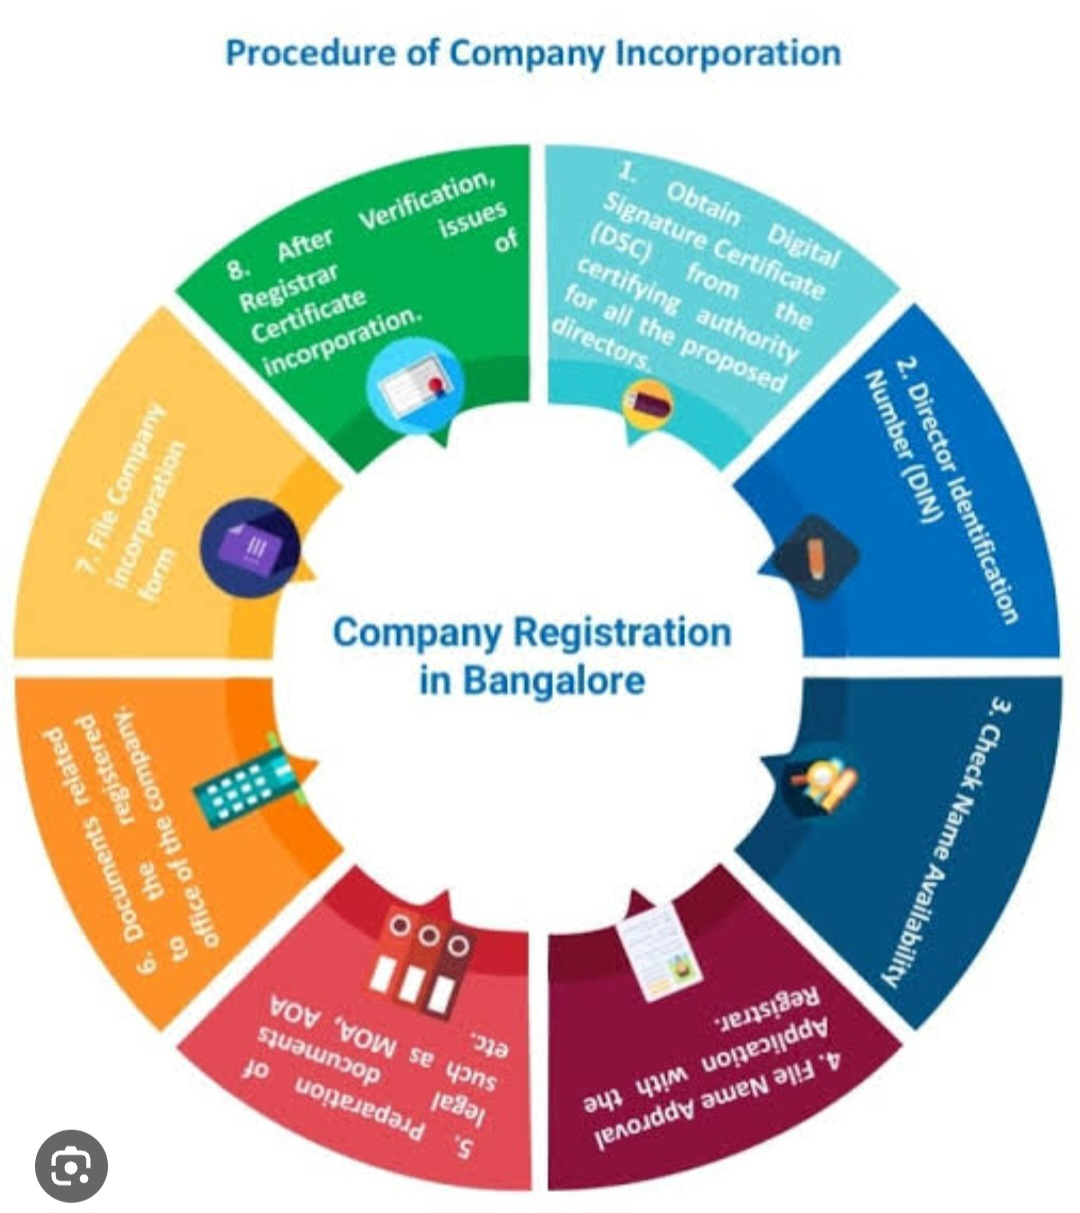 Procedure of Company Incorporation
1. Obtain Digital
Signature Certificate
(DSC) from the
certifying authority
for all the proposed
directors.
2. Director Identification
Number (DIN)
3. Check Name Availability
4. File Name Approval
Application with the
Registrar.
5. Preparation of
legal documents
such as MOA, AOA
etc.
6. Documents related
to the registered
office of the company.
7. File Company
incorporation
form
8. After Verification,
Registrar issues
Certificate of
incorporation.
Company Registration
in Bangalore